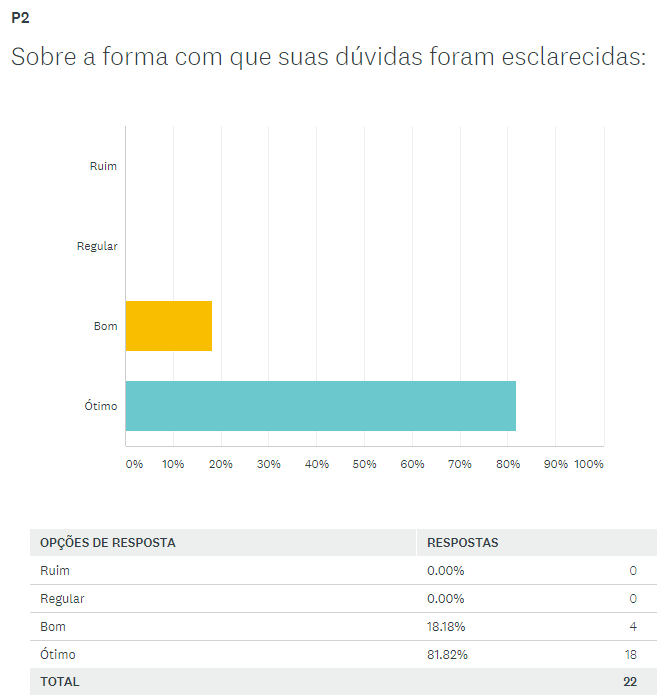 P2
Sobre a forma com que suas dúvidas foram esclarecidas:
Ruim
Regular
Bom
Ótimo
0% 10% 20% 30% 40% 50% 60% 70% 80% 90% 100%
OPÇÕES DE RESPOSTA RESPOSTAS
Ruim 0.00% 0
Regular 0.00% 0
Bom 18.18% 4
Ótimo 81.82% 18
TOTAL 22